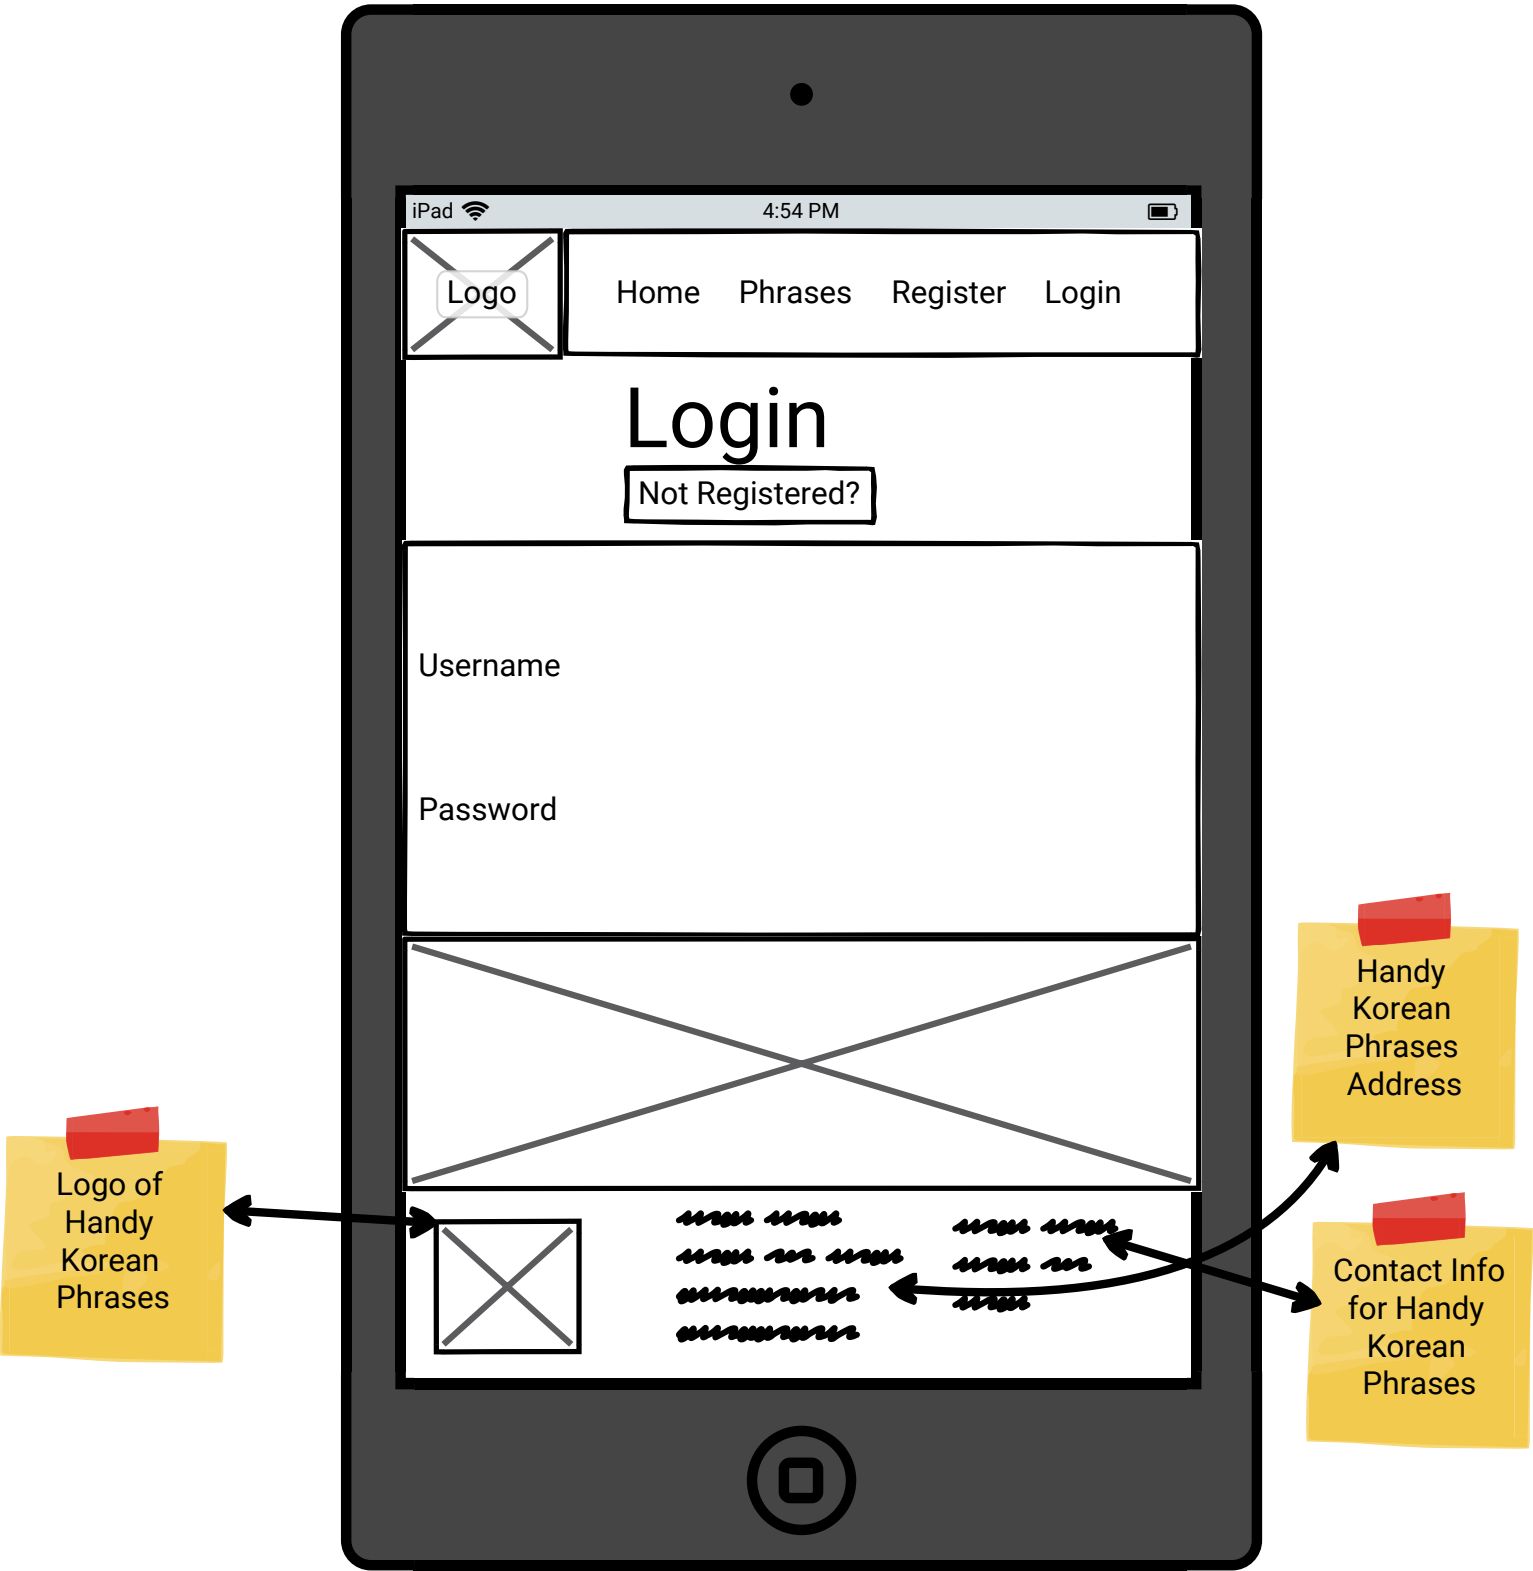 iPad
4:54 PM
Logo
Home Phrases Register Login
Login
Not Registered?
Username
Password
Handy
Korean
Phrases
Address
Logo of
Handy
Korean
Phrases
Contact Info
for Handy
Korean
Phrases